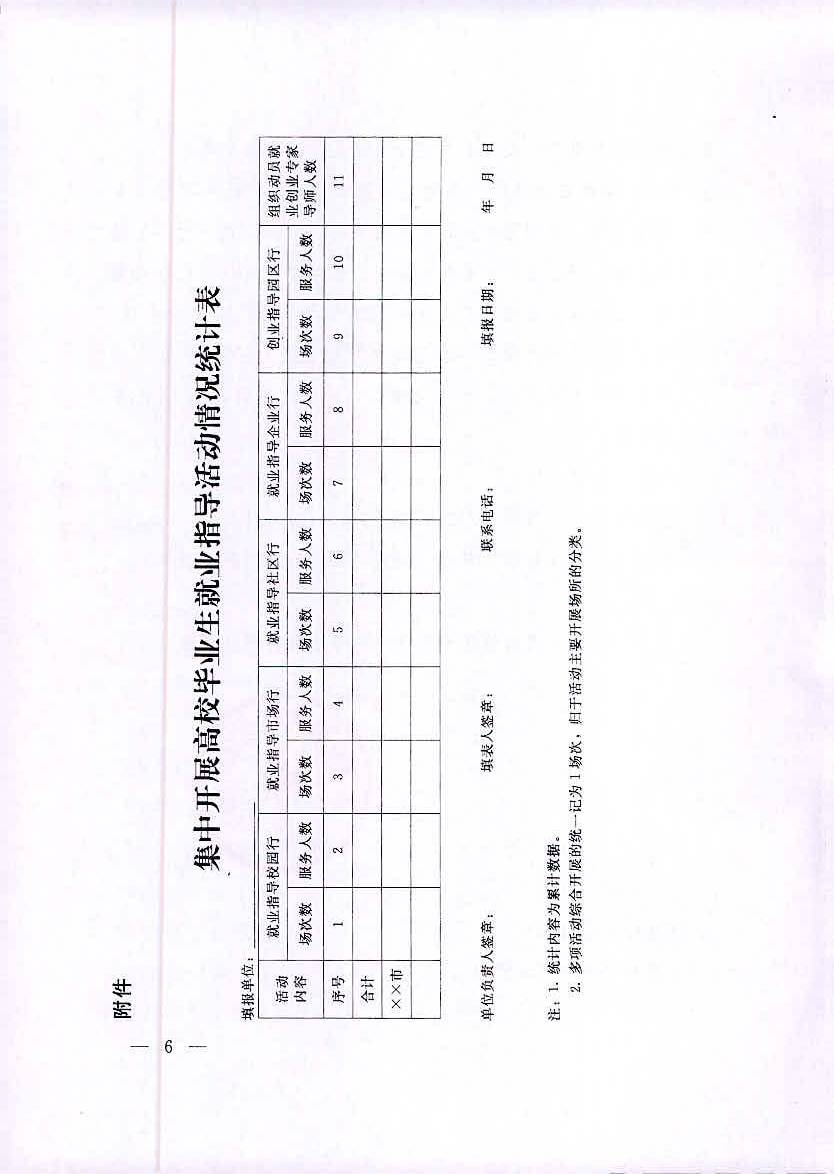 附件
集中开展高校毕业生就业指导活动情况统计表
填报单位：
活动内容 就业指导校园行 就业指导市场行 就业指导社区行 就业指导企业行 创业指导园区行 组织动员就业创业专家导师人数
场次数 服务人数 场次数 服务人数 场次数 服务人数 场次数 服务人数 场次数 服务人数
序号 1 2 3 4 5 6 7 8 9 10 11
合计
××市
单位负责人签章： 填表人签章： 联系电话： 填报日期： 年 月 日
注：1. 统计内容为累计数据。
2. 多项活动综合开展的统一记为 1 场次，归于活动主要开展场所的分类。
— 6 —